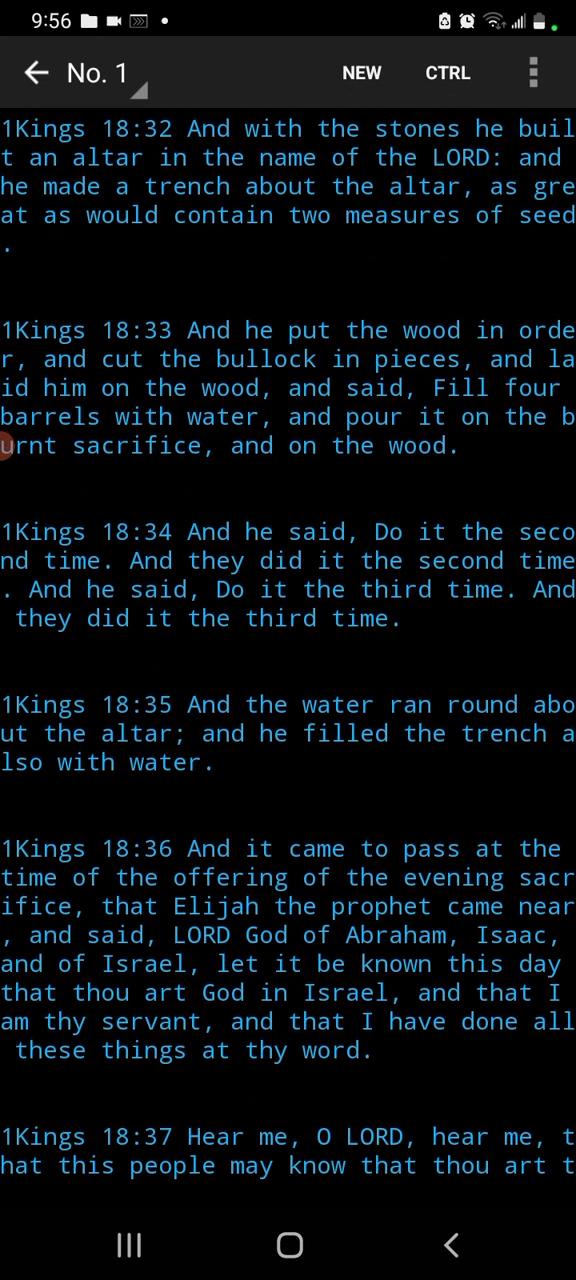 9:56
No. 1
NEW
CTRL
1Kings 18:32 And with the stones he buil
t an altar in the name of the LORD: and
he made a trench about the altar, as gre
at as would contain two measures of seed
.
1Kings 18:33 And he put the wood in orde
r, and cut the bullock in pieces, and la
id him on the wood, and said, Fill four
barrels with water, and pour it on the b
urnt sacrifice, and on the wood.
1Kings 18:34 And he said, Do it the seco
nd time. And they did it the second time
. And he said, Do it the third time. And
they did it the third time.
1Kings 18:35 And the water ran round abo
ut the altar; and he filled the trench a
lso with water.
1Kings 18:36 And it came to pass at the
time of the offering of the evening sacr
ifice, that Elijah the prophet came near
, and said, LORD God of Abraham, Isaac,
and of Israel, let it be known this day
that thou art God in Israel, and that I
am thy servant, and that I have done all
these things at thy word.
1Kings 18:37 Hear me, O LORD, hear me, t
hat this people may know that thou art t